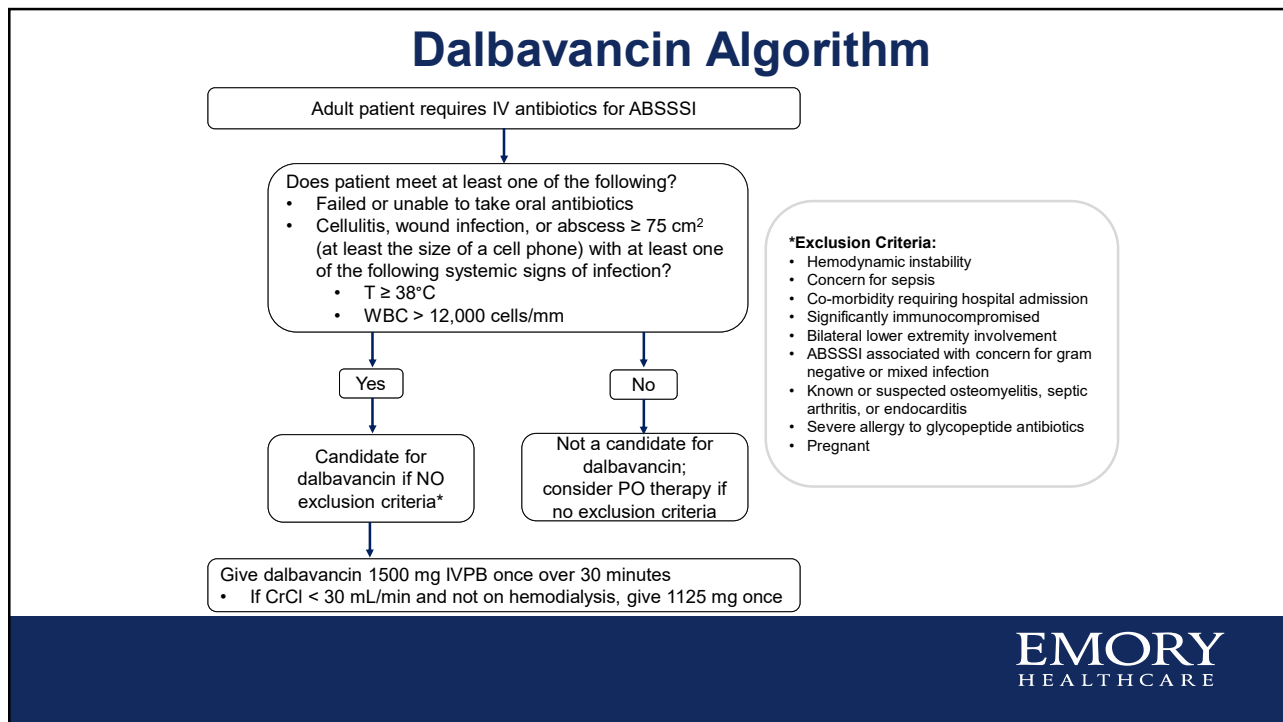 Dalbavancin Algorithm
Adult patient requires IV antibiotics for ABSSSI
Does patient meet at least one of the following?
• Failed or unable to take oral antibiotics
• Cellulitis, wound infection, or abscess ≥ 75 cm²
(at least the size of a cell phone) with at least one
of the following systemic signs of infection?
• T ≥ 38°C
• WBC > 12,000 cells/mm
Yes
No
Candidate for
dalbavancin if NO
exclusion criteria*
Not a candidate for
dalbavancin;
consider PO therapy if
no exclusion criteria
Give dalbavancin 1500 mg IVPB once over 30 minutes
• If CrCl < 30 mL/min and not on hemodialysis, give 1125 mg once
*Exclusion Criteria:
• Hemodynamic instability
• Concern for sepsis
• Co-morbidity requiring hospital admission
• Significantly immunocompromised
• Bilateral lower extremity involvement
• ABSSSI associated with concern for gram
negative or mixed infection
• Known or suspected osteomyelitis, septic
arthritis, or endocarditis
• Severe allergy to glycopeptide antibiotics
• Pregnant
EMORY
HEALTHCARE